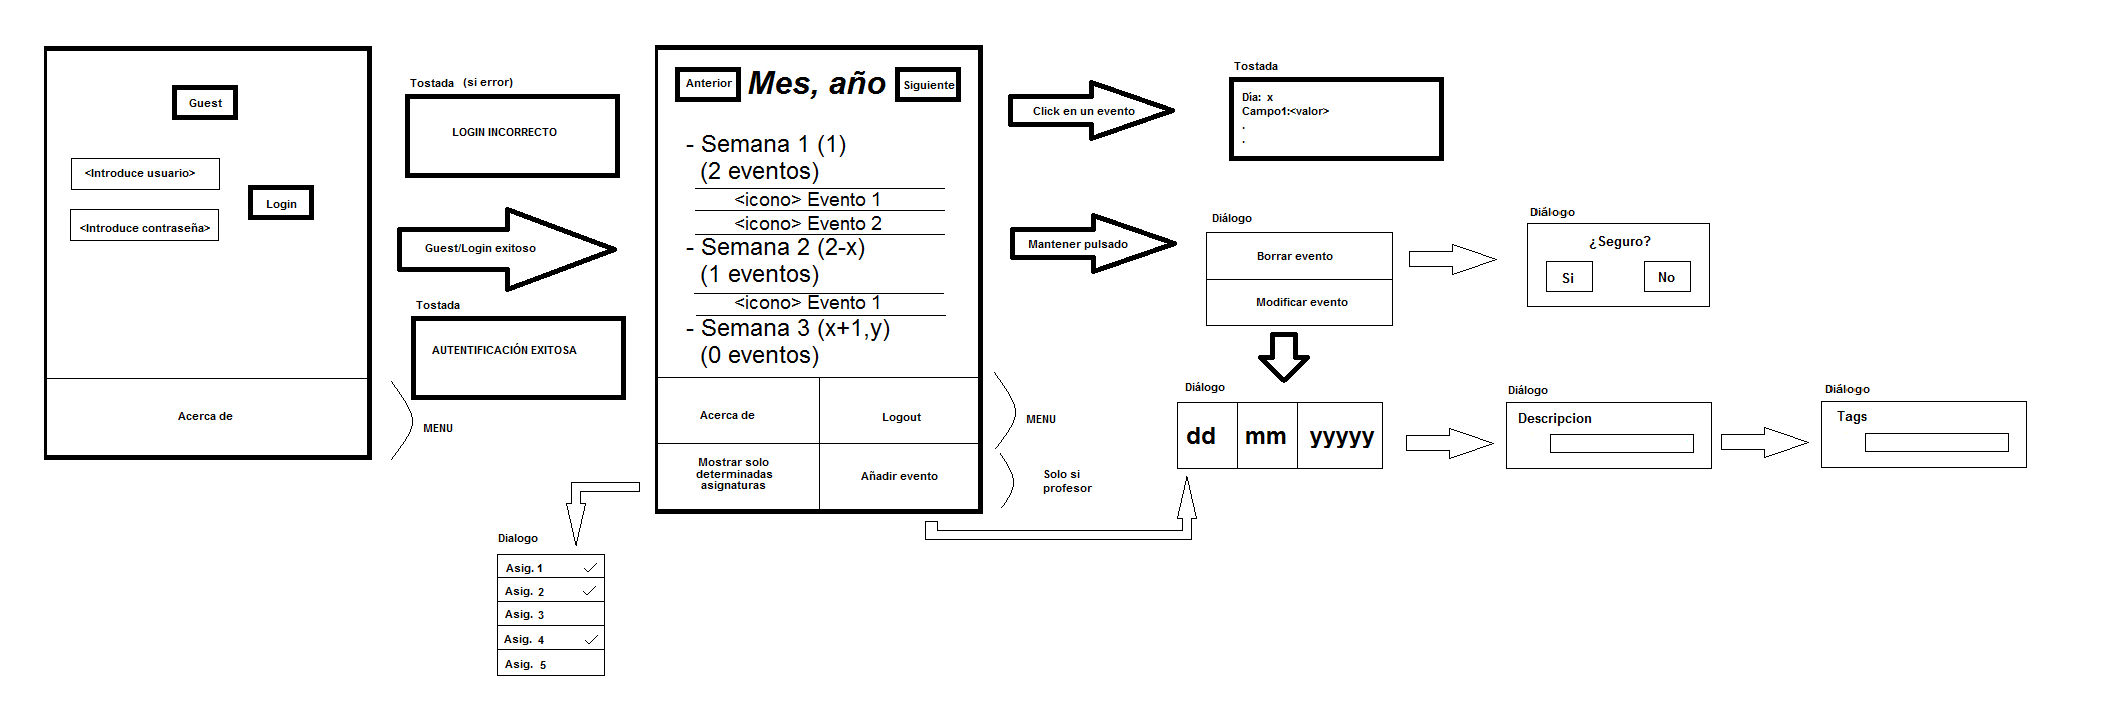 Guest
<Introduce usuario>
Login
<Introduce contraseña>
Acerca de
MENU
Tostada (si error)
LOGIN INCORRECTO
Guest/Login exitoso
Tostada
AUTENTIFICACIÓN EXITOSA
Anterior
Mes, año
Siguiente
- Semana 1 (1)
(2 eventos)
<icono> Evento 1
<icono> Evento 2
- Semana 2 (2-x)
(1 eventos)
<icono> Evento 1
- Semana 3 (x+1,y)
(0 eventos)
Acerca de
Logout
MENU
Mostrar solo
determinadas
asignaturas
Añadir evento
Solo si
profesor
Dialogo
Asig. 1
Asig. 2
Asig. 3
Asig. 4
Asig. 5
Click en un evento
Tostada
Día: x
Campo1:<valor>
.
.
Mantener pulsado
Diálogo
Borrar evento
Modificar evento
Diálogo
¿Seguro?
Si
No
Diálogo
dd
mm
yyyyy
Diálogo
Descripcion
Diálogo
Tags